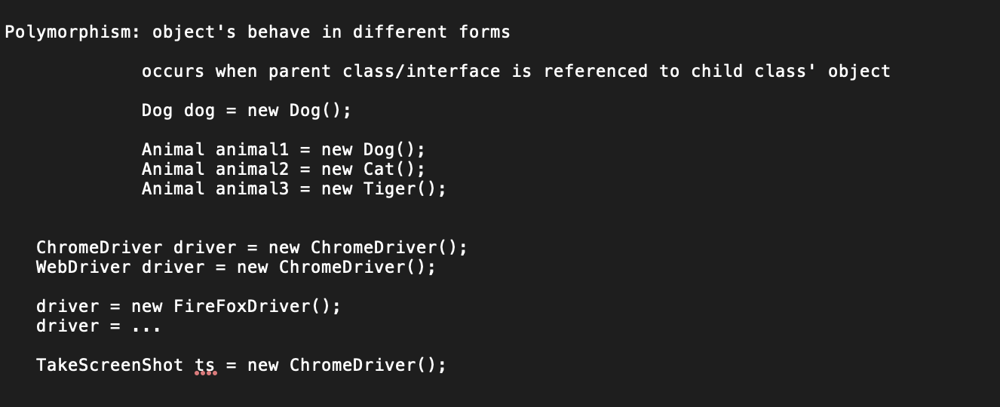 Polymorphism: object's behave in different forms
occurs when parent class/interface is referenced to child class' object
Dog dog = new Dog();
Animal animal1 = new Dog();
Animal animal2 = new Cat();
Animal animal3 = new Tiger();
ChromeDriver driver = new ChromeDriver();
WebDriver driver = new ChromeDriver();
driver = new FireFoxDriver();
driver = ...
TakeScreenShot ts = new ChromeDriver();